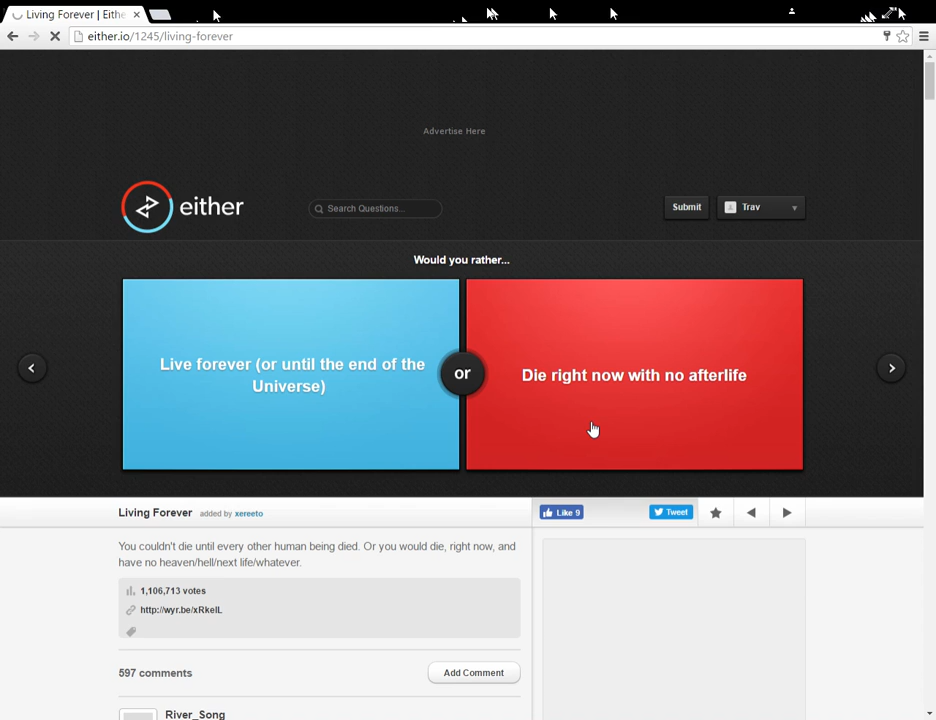 Living Forever | Eithe
either.io/1245/living-forever
Advertise Here
either
Search Questions...
Submit
Trav
Would you rather...
Live forever (or until the end of the
Universe)
or
Die right now with no afterlife
Living Forever added by xereeto
Like 9
Tweet
You couldn't die until every other human being died. Or you would die, right now, and
have no heaven/hell/next life/whatever.
1,106,713 votes
http://wyr.be/xRkeIL
597 comments
Add Comment
River_Song